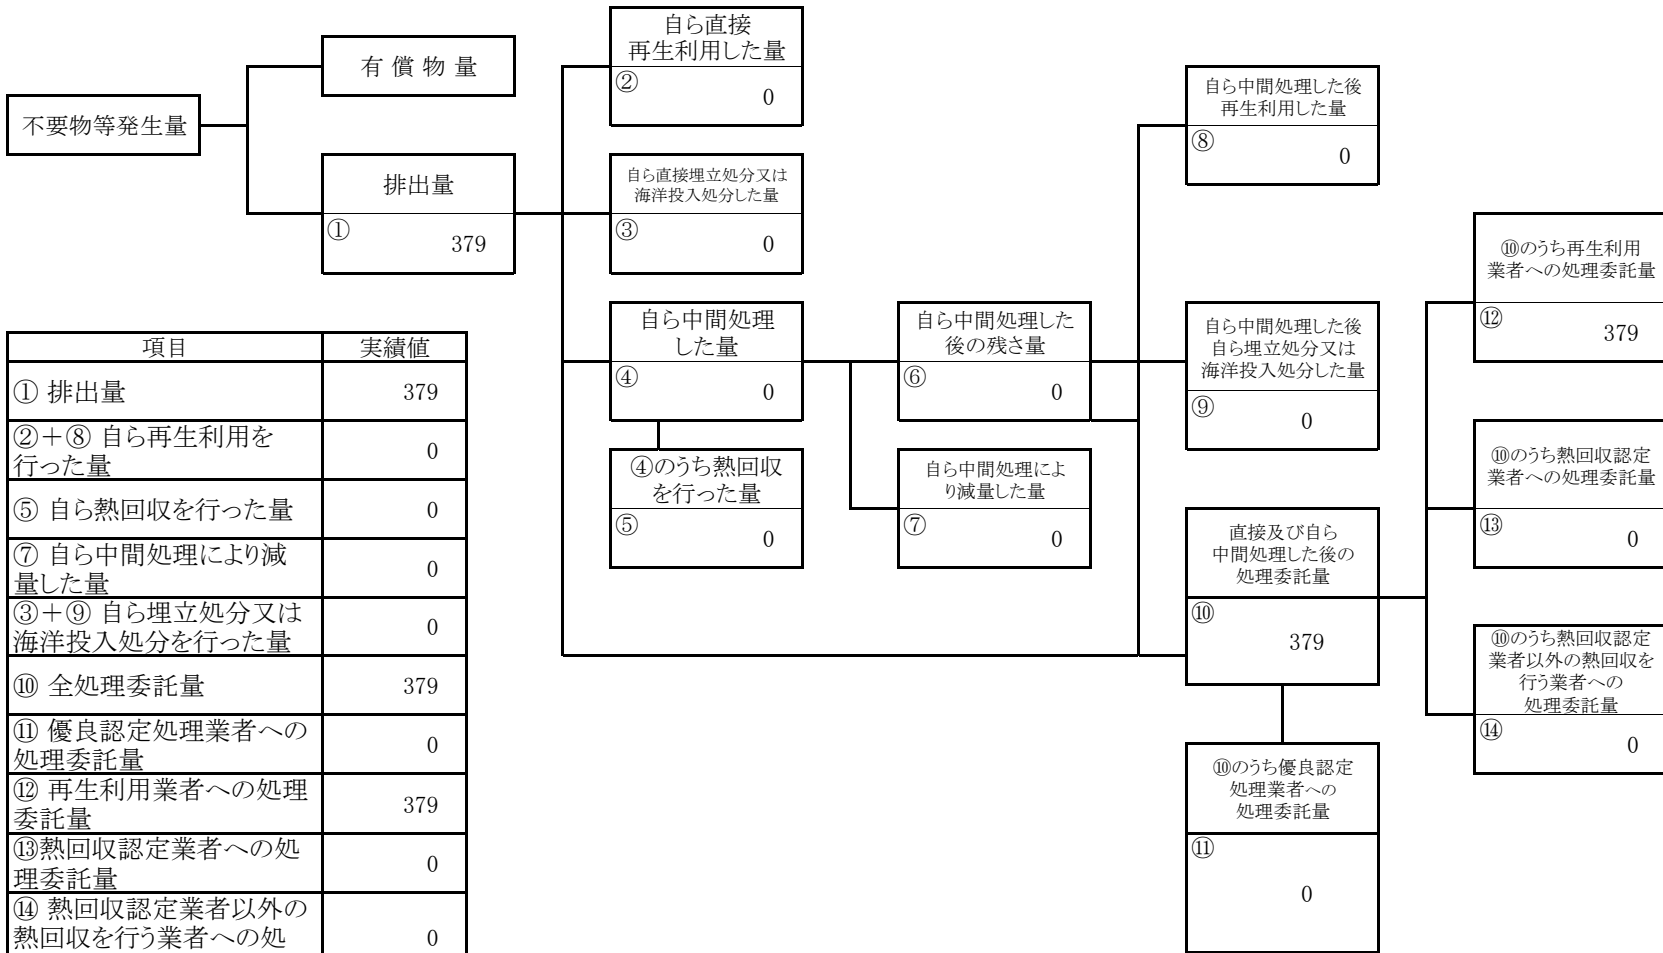 自ら直接
再生利用した量
②
0
有 償 物 量
不要物等発生量
排出量
①
379
自ら直接埋立処分又は
海洋投入処分した量
③
0
自ら中間処理した後
再生利用した量
⑧
0
自ら中間処理
した量
④
0
自ら中間処理した
後の残さ量
⑥
0
自ら中間処理した後
自ら埋立処分又は
海洋投入処分した量
⑨
0
⑩のうち再生利用
業者への処理委託量
⑫
379
④のうち熱回収
を行った量
⑤
0
自ら中間処理によ
り減量した量
⑦
0
⑩のうち熱回収認定
業者への処理委託量
⑬
0
直接及び自ら
中間処理した後の
処理委託量
⑩
379
⑩のうち熱回収認定
業者以外の熱回収を
行う業者への
処理委託量
⑭
0
⑩のうち優良認定
処理業者への
処理委託量
⑪
0
項目 実績値
① 排出量 379
②+⑧ 自ら再生利用を
行った量 0
⑤ 自ら熱回収を行った量 0
⑦ 自ら中間処理により減
量した量 0
③+⑨ 自ら埋立処分又は
海洋投入処分を行った量 0
⑩ 全処理委託量 379
⑪ 優良認定処理業者への
処理委託量 0
⑫ 再生利用業者への処理
委託量 379
⑬熱回収認定業者への処
理委託量 0
⑭ 熱回収認定業者以外の
熱回収を行う業者への処 0